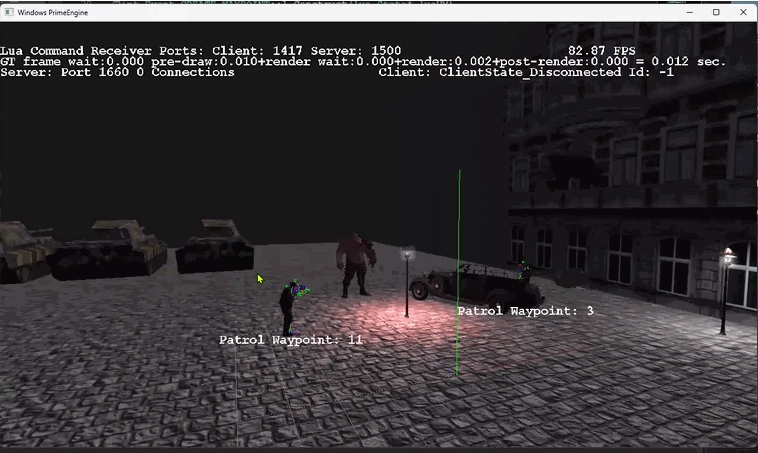 Windows PrimeEngine
Lua Command Receiver Ports: Client: 1417 Server: 1500 82.87 FPS
GT frame wait:0.000 pre-draw:0.010+render wait:0.000+render:0.002+post-render:0.000 = 0.012 sec.
Server: Port 1660 0 Connections Client: ClientState_Disconnected Id: -1
Patrol Waypoint: 3
Patrol Waypoint: 11